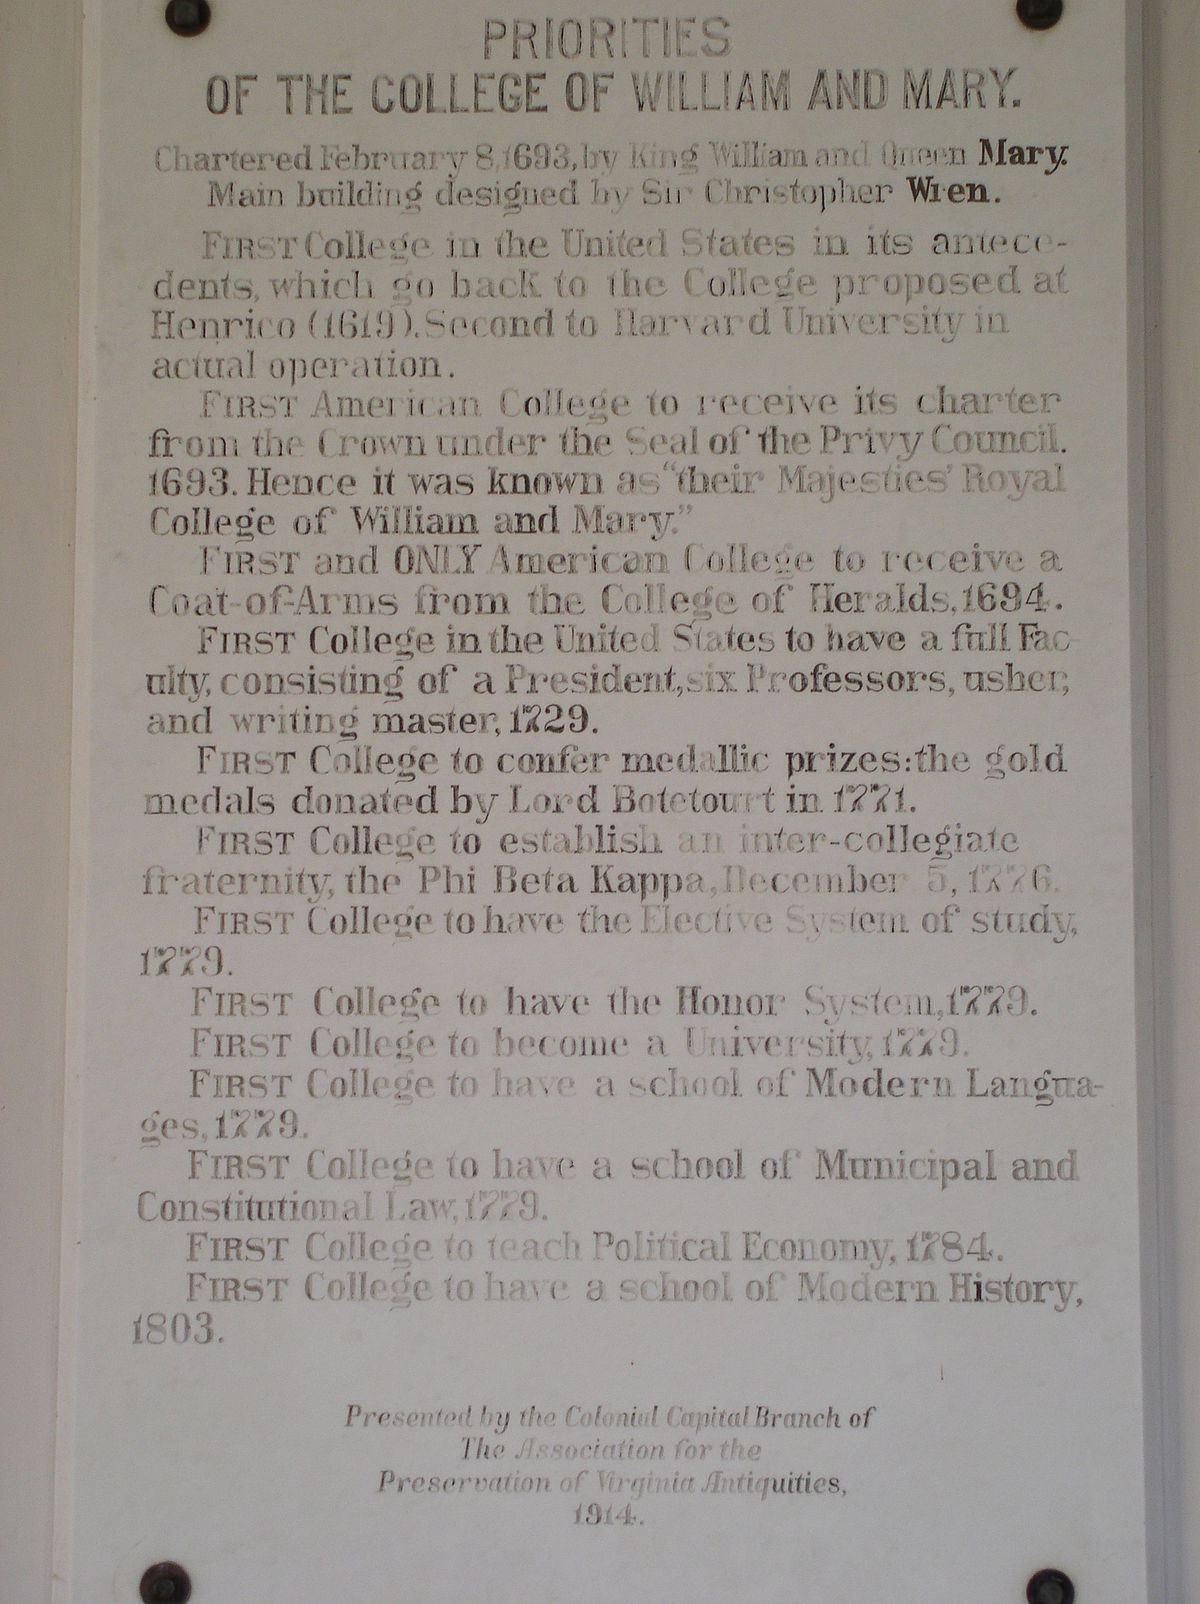 PRIORITIES
OF THE COLLEGE OF WILLIAM AND MARY.
Chartered February 8, 1693, by King William and Queen Mary.
Main building designed by Sir Christopher Wren.
FIRST College in the United States in its antece-
dents, which go back to the College proposed at
Henrico (1619). Second to Harvard University in
actual operation.
FIRST American College to receive its charter
from the Crown under the Seal of the Privy Council.
1693. Hence it was known as "their Majesties' Royal
College of William and Mary."
FIRST and ONLY American College to receive a
Coat-of-Arms from the College of Heralds, 1694.
FIRST College in the United States to have a full Fac-
ulty, consisting of a President, six Professors, usher,
and writing master, 1729.
FIRST College to confer medallic prizes: the gold
medals donated by Lord Botetourt in 1771.
FIRST College to establish an inter-collegiate
fraternity, the Phi Beta Kappa, December 5, 1776.
FIRST College to have the Elective System of study,
1779.
FIRST College to have the Honor System, 1779.
FIRST College to become a University, 1779.
FIRST College to have a school of Modern Langua-
ges, 1779.
FIRST College to have a school of Municipal and
Constitutional Law, 1779.
FIRST College to teach Political Economy, 1784.
FIRST College to have a school of Modern History,
1803.
Presented by the Colonial Capital Branch of
The Association for the
Preservation of Virginia Antiquities,
1914.